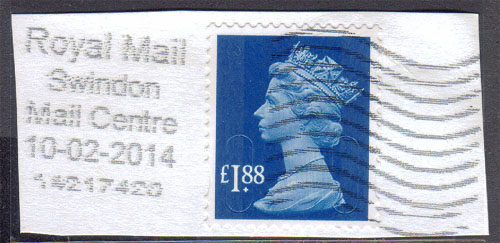 Royal Mail
Swindon
Mail Centre
10-02-2014
14217420
£1.88